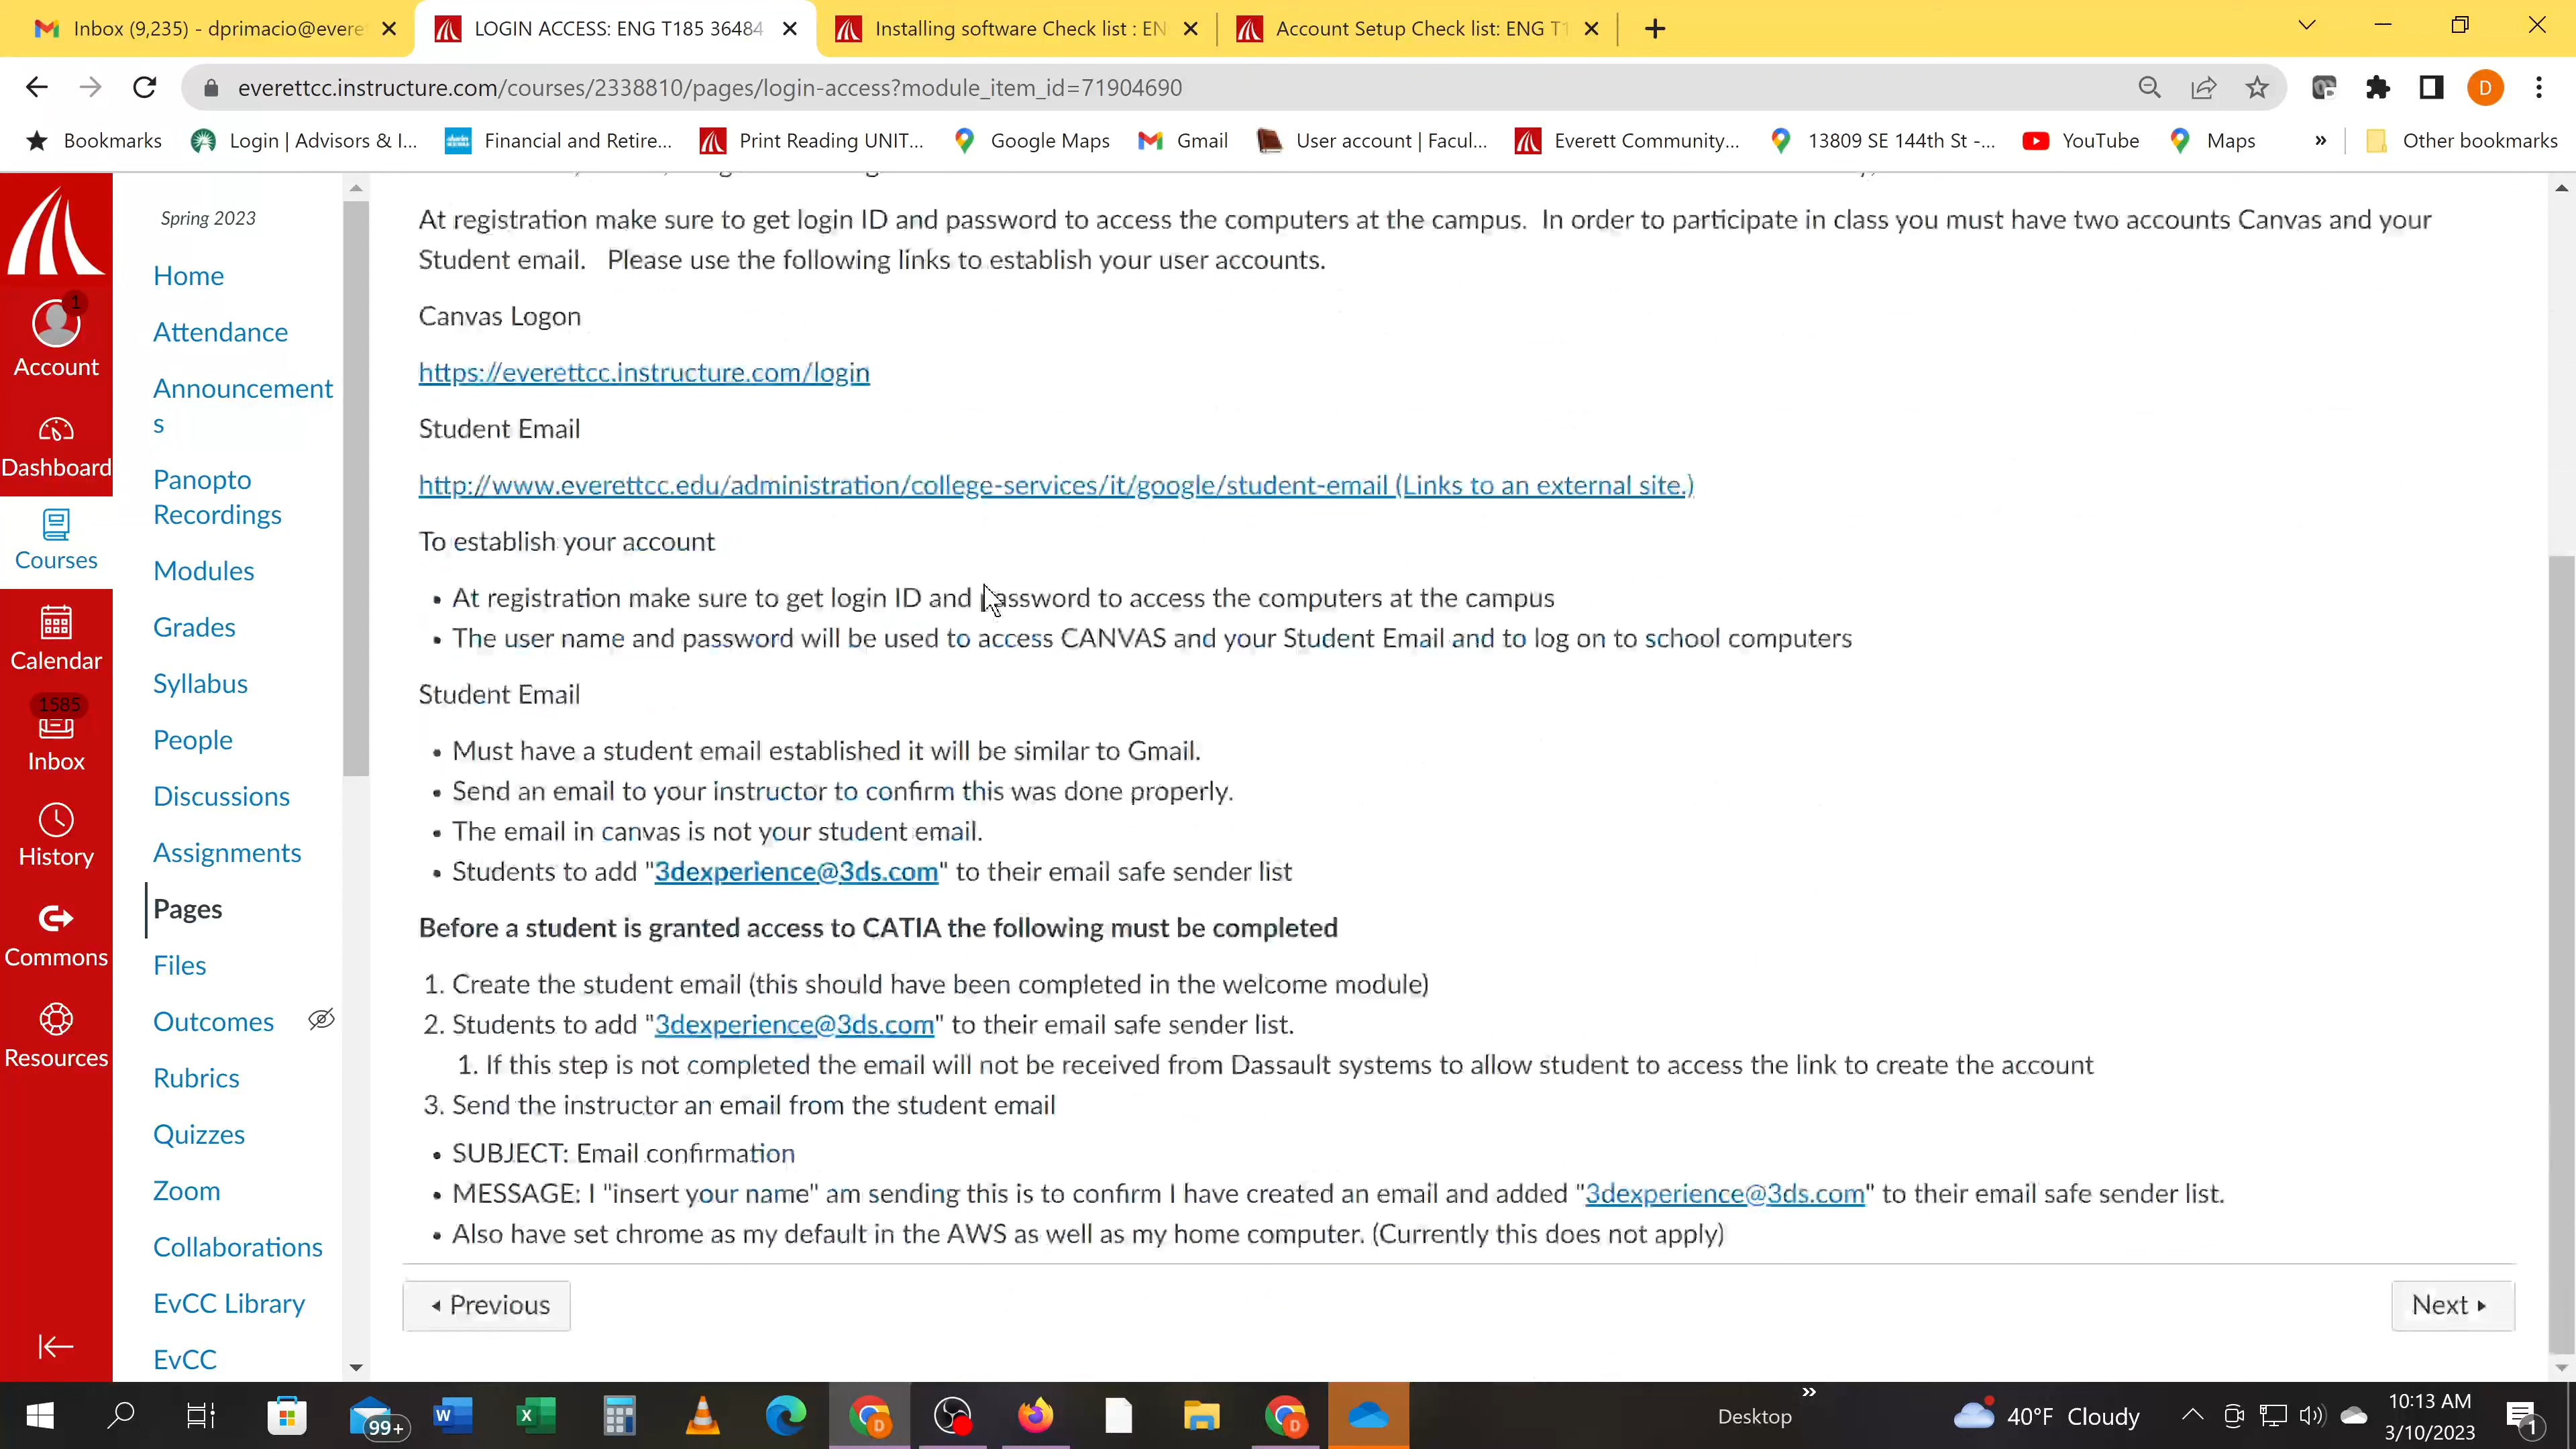 Inbox (9,235) - dprimacio@evere
LOGIN ACCESS: ENG T185 36484
Installing software Check list : EN
Account Setup Check list: ENG T1
everettcc.instructure.com/courses/2338810/pages/login-access?module_item_id=71904690
D
Bookmarks
Login | Advisors & I...
Financial and Retire...
Print Reading UNIT...
Google Maps
Gmail
User account | Facul...
Everett Community...
13809 SE 144th St -...
YouTube
Maps
»
Other bookmarks
1
Account
Dashboard
Courses
Calendar
1585
Inbox
History
Commons
Resources
Spring 2023
Home
Attendance
Announcement
s
Panopto
Recordings
Modules
Grades
Syllabus
People
Discussions
Assignments
Pages
Files
Outcomes
Rubrics
Quizzes
Zoom
Collaborations
EvCC Library
EvCC
At registration make sure to get login ID and password to access the computers at the campus.  In order to participate in class you must have two accounts Canvas and your
Student email.   Please use the following links to establish your user accounts.
Canvas Logon
https://everettcc.instructure.com/login
Student Email
http://www.everettcc.edu/administration/college-services/it/google/student-email (Links to an external site.)
To establish your account
• At registration make sure to get login ID and password to access the computers at the campus
• The user name and password will be used to access CANVAS and your Student Email and to log on to school computers
Student Email
• Must have a student email established it will be similar to Gmail.
• Send an email to your instructor to confirm this was done properly.
• The email in canvas is not your student email.
• Students to add "3dexperience@3ds.com" to their email safe sender list
Before a student is granted access to CATIA the following must be completed
1. Create the student email (this should have been completed in the welcome module)
2. Students to add "3dexperience@3ds.com" to their email safe sender list.
1. If this step is not completed the email will not be received from Dassault systems to allow student to access the link to create the account
3. Send the instructor an email from the student email
• SUBJECT: Email confirmation
• MESSAGE: I "insert your name" am sending this is to confirm I have created an email and added "3dexperience@3ds.com" to their email safe sender list.
• Also have set chrome as my default in the AWS as well as my home computer. (Currently this does not apply)
Previous
Next
99+
Desktop
»
40°F Cloudy
10:13 AM
3/10/2023
1